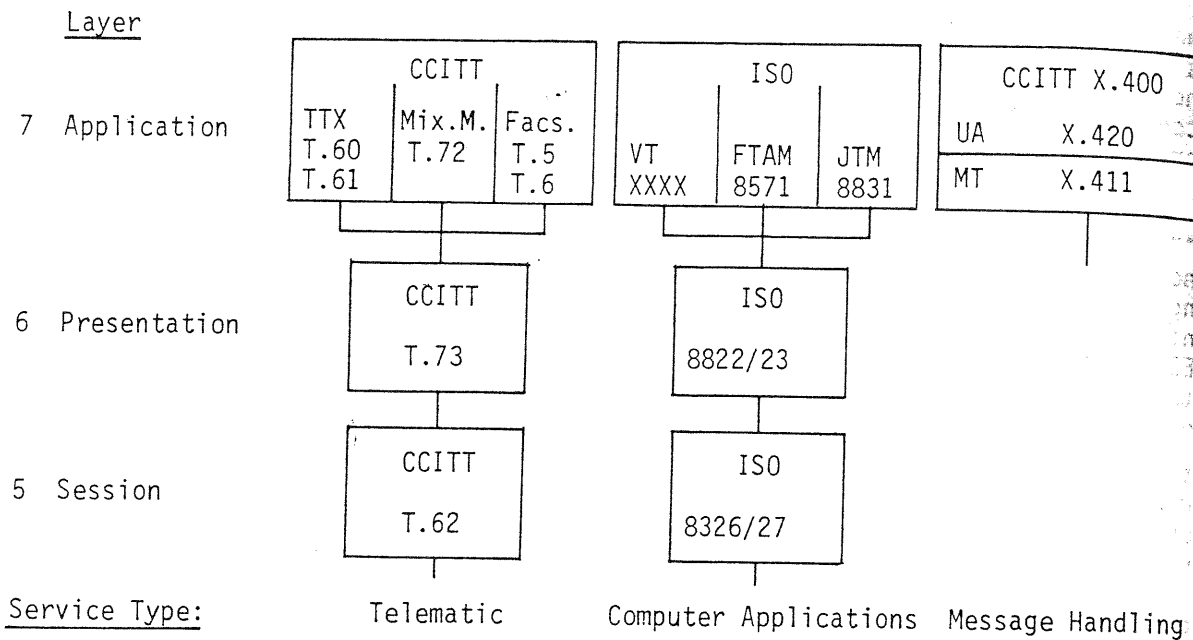 Layer
CCITT
ISO
CCITT X.400
7 Application
TTX Mix.M. Facs.
T.60 T.72 T.5
T.61 T.6
VT FTAM JTM
XXXX 8571 8831
UA X.420
MT X.411
6 Presentation
CCITT
T.73
ISO
8822/23
5 Session
CCITT
T.62
ISO
8326/27
Service Type: Telematic Computer Applications Message Handling